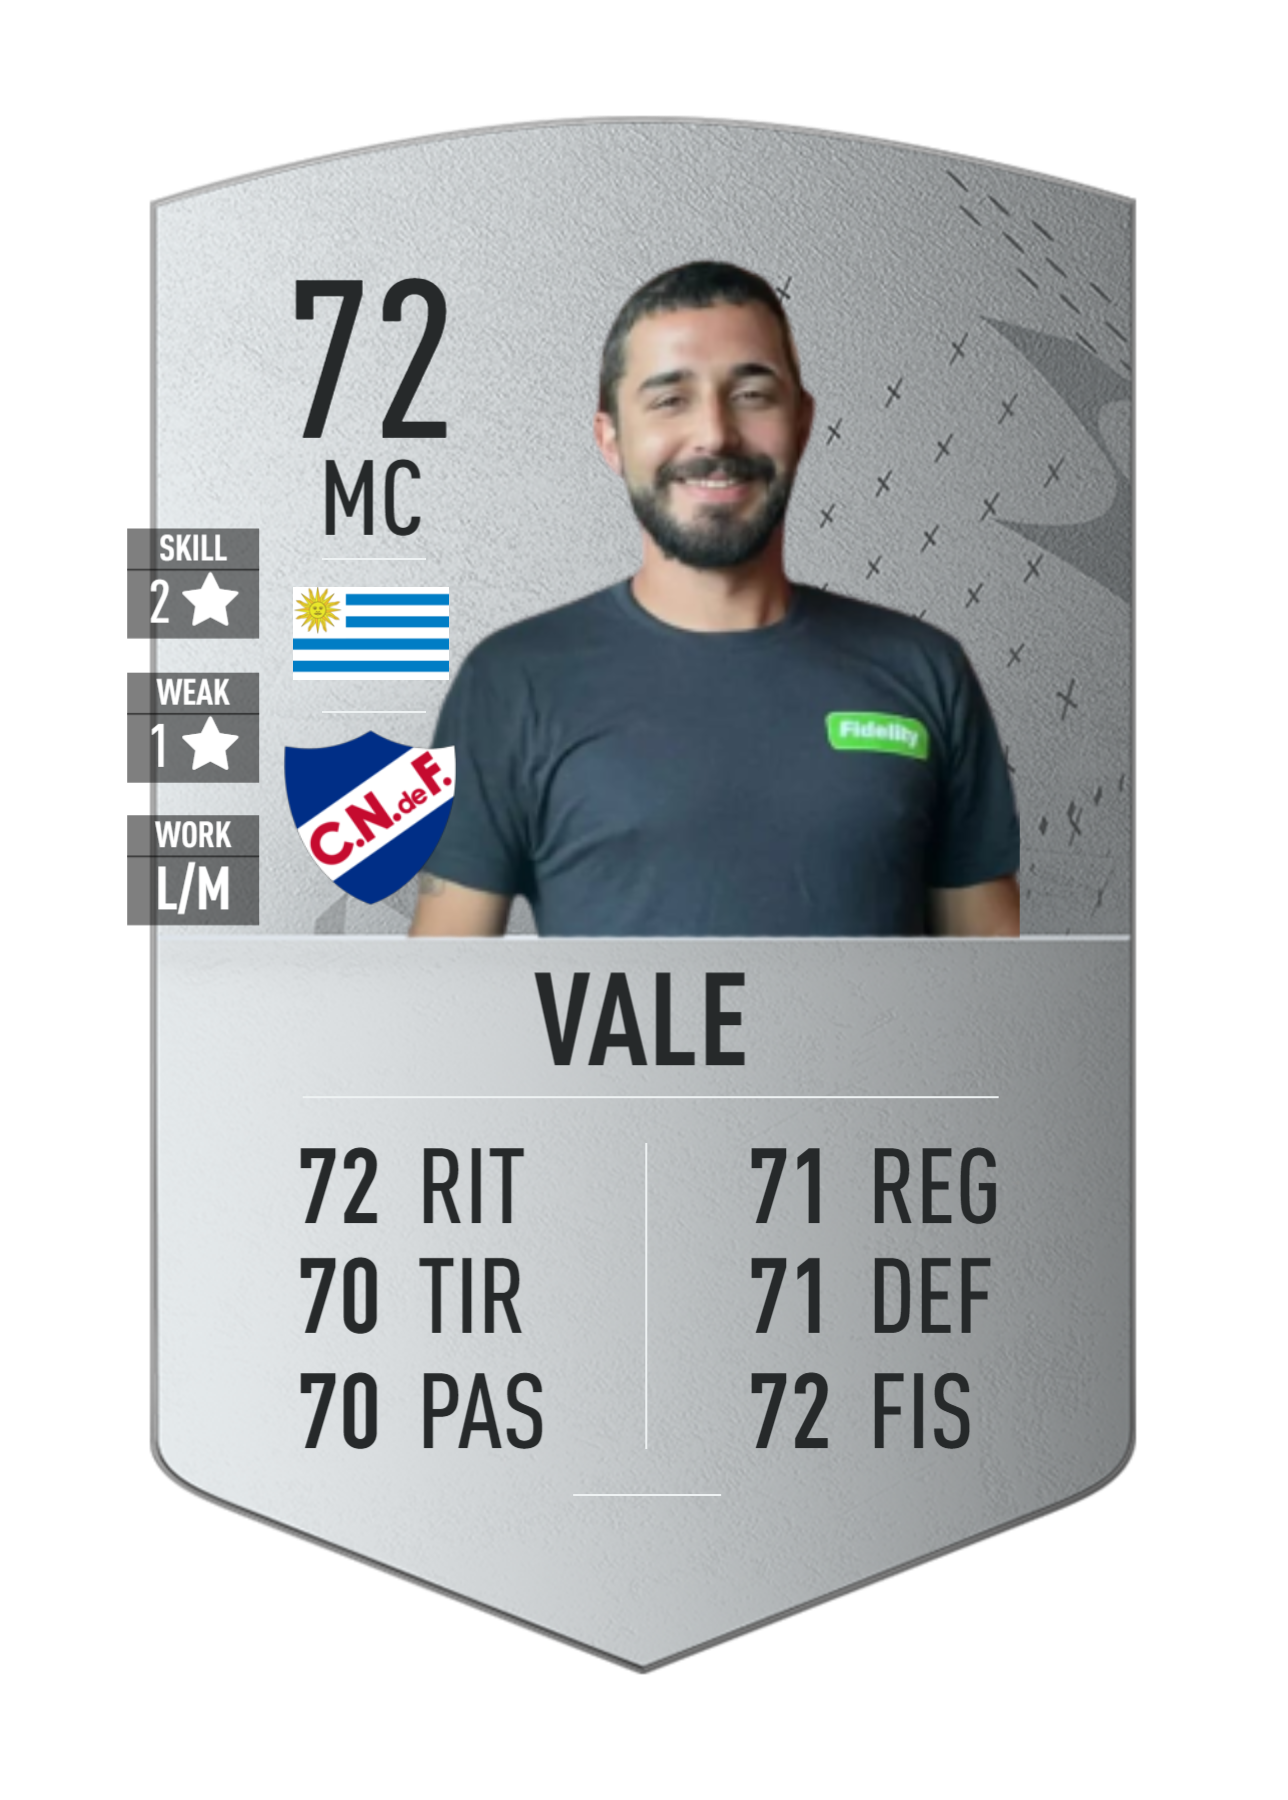 72
MC
SKILL
2
WEAK
1
WORK
L/M
C.N.deF.
Fidelity
VALE
72 RIT
70 TIR
70 PAS
71 REG
71 DEF
72 FIS